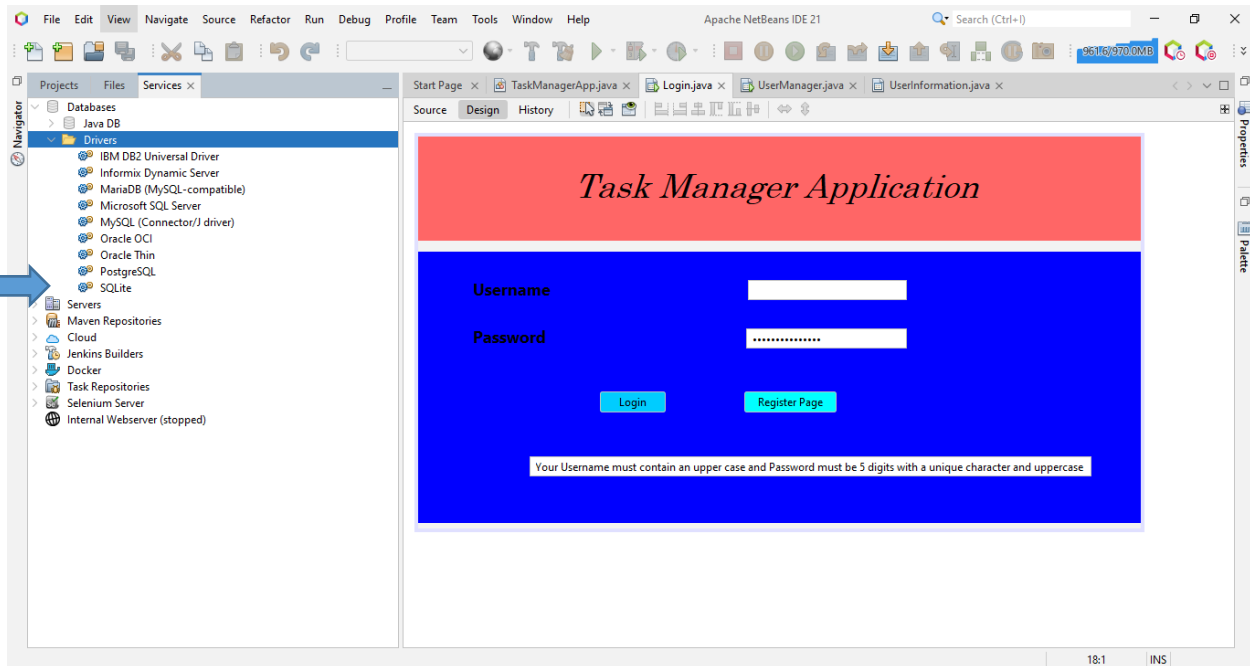 File Edit View Navigate Source Refactor Run Debug Profile Team Tools Window Help Apache NetBeans IDE 21 Search (Ctrl+I)
961.6/970.0MB
Projects Files Services
Start Page TaskManagerApp.java Login.java UserManager.java UserInformation.java
Source Design History
Navigator
Databases
Java DB
Drivers
IBM DB2 Universal Driver
Informix Dynamic Server
MariaDB (MySQL-compatible)
Microsoft SQL Server
MySQL (Connector/J driver)
Oracle OCI
Oracle Thin
PostgreSQL
SQLite
Servers
Maven Repositories
Cloud
Jenkins Builders
Docker
Task Repositories
Selenium Server
Internal Webserver (stopped)
Task Manager Application
Username
Password
Login Register Page
Your Username must contain an upper case and Password must be 5 digits with a unique character and uppercase
Properties
Palette
18:1 INS